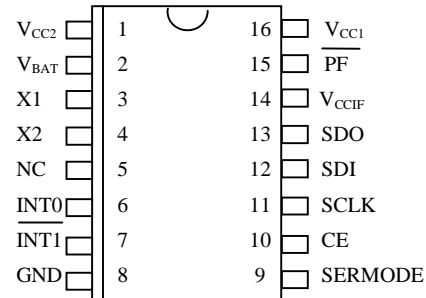 VCC2 1 16 VCC1
VBAT 2 15 PF
X1 3 14 VCCIF
X2 4 13 SDO
NC 5 12 SDI
INT0 6 11 SCLK
INT1 7 10 CE
GND 8 9 SERMODE